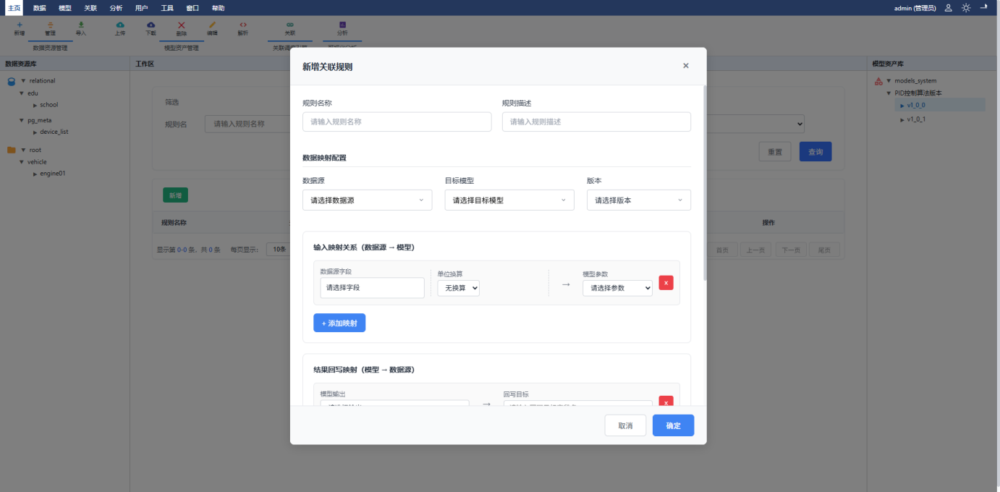 主页 数据 模型 关联 分析 用户 工具 窗口 帮助 admin (管理员)
新增 管理 导入 上传 下载 删除 编辑 解析 关联 分析
数据资源管理 模型资产管理
数据资源库 工作区 模型资产库
relational
edu
school
pg_meta
device_list
root
vehicle
engine01
筛选
规则名 请输入规则名称
重置 查询
新增
规则名称 操作
显示第 0-0 条，共 0 条 每页显示： 10条 首页 上一页 下一页 尾页
新增关联规则 ×
规则名称 规则描述
请输入规则名称 请输入规则描述
数据映射配置
数据源 目标模型 版本
请选择数据源 请选择目标模型 请选择版本
输入映射关系（数据源 → 模型）
数据源字段 单位换算 模型参数
请选择字段 无换算 → 请选择参数 x
+ 添加映射
结果回写映射（模型 → 数据源）
模型输出 回写目标
→ x
取消 确定
models_system
PID控制算法版本
v1_0_0
v1_0_1